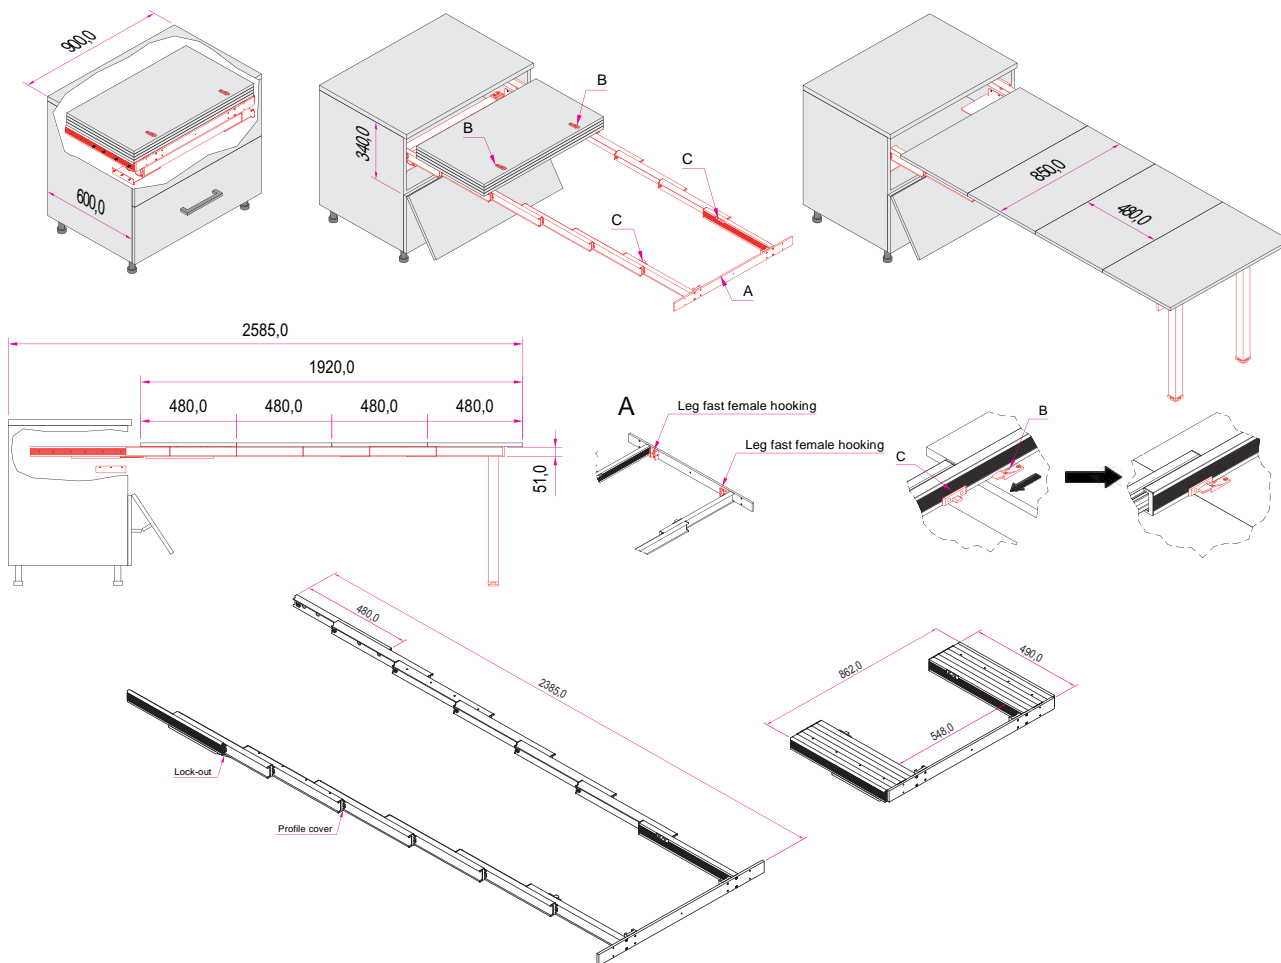 900,0
600,0
B
B
340,0
C
C
A
850,0
480,0
2585,0
1920,0
480,0
480,0
480,0
480,0
51,0
A
Leg fast female hooking
Leg fast female hooking
B
C
480,0
2385,0
Lock-out
Profile cover
862,0
490,0
548,0